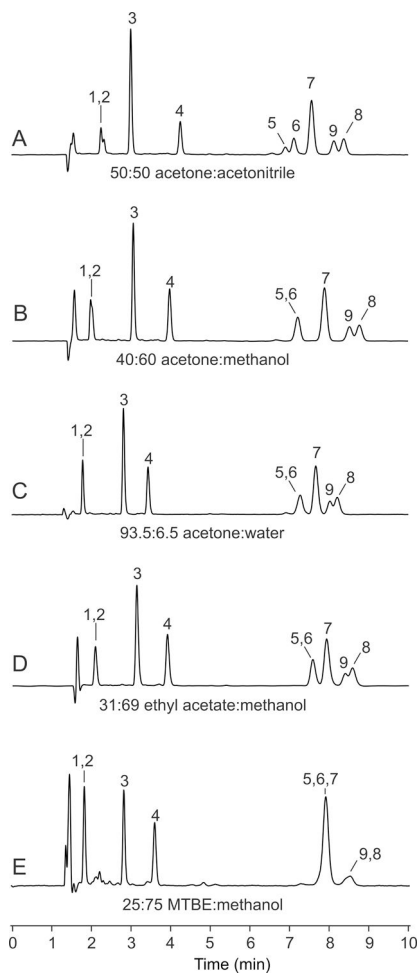 3
7
1,2
4
5
6
9
8
A
50:50 acetone:acetonitrile
3
1,2
4
5,6
7
9
8
B
40:60 acetone:methanol
3
1,2
4
5,6
7
9
8
C
93.5:6.5 acetone:water
3
1,2
4
5,6
7
9
8
D
31:69 ethyl acetate:methanol
1,2
3
4
5,6,7
9,8
E
25:75 MTBE:methanol
0 1 2 3 4 5 6 7 8 9 10
Time (min)